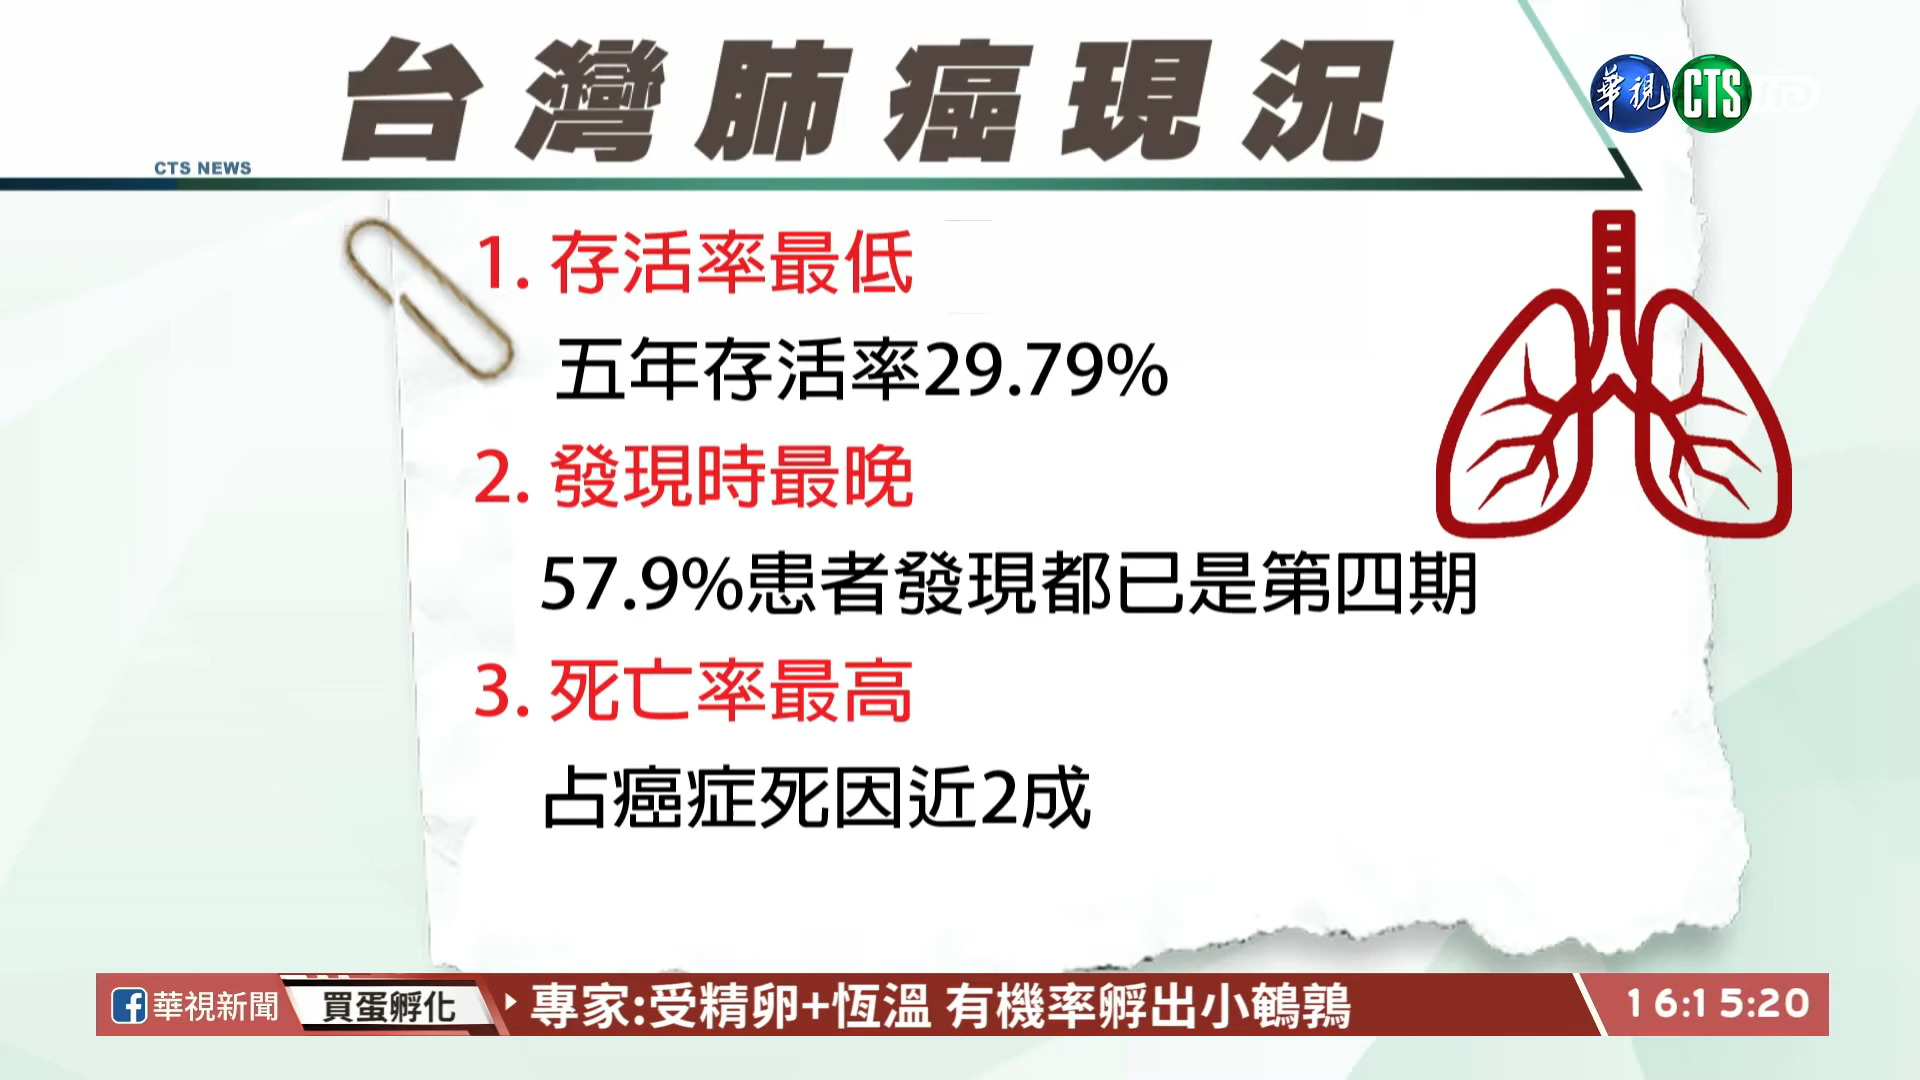 台灣肺癌現況
華視 CTS HD
CTS NEWS
1. 存活率最低
五年存活率29.79%
2. 發現時最晚
57.9%患者發現都已是第四期
3. 死亡率最高
占癌症死因近2成
華視新聞 買蛋孵化 專家:受精卵+恆溫 有機率孵出小鵪鶉 16:15:20